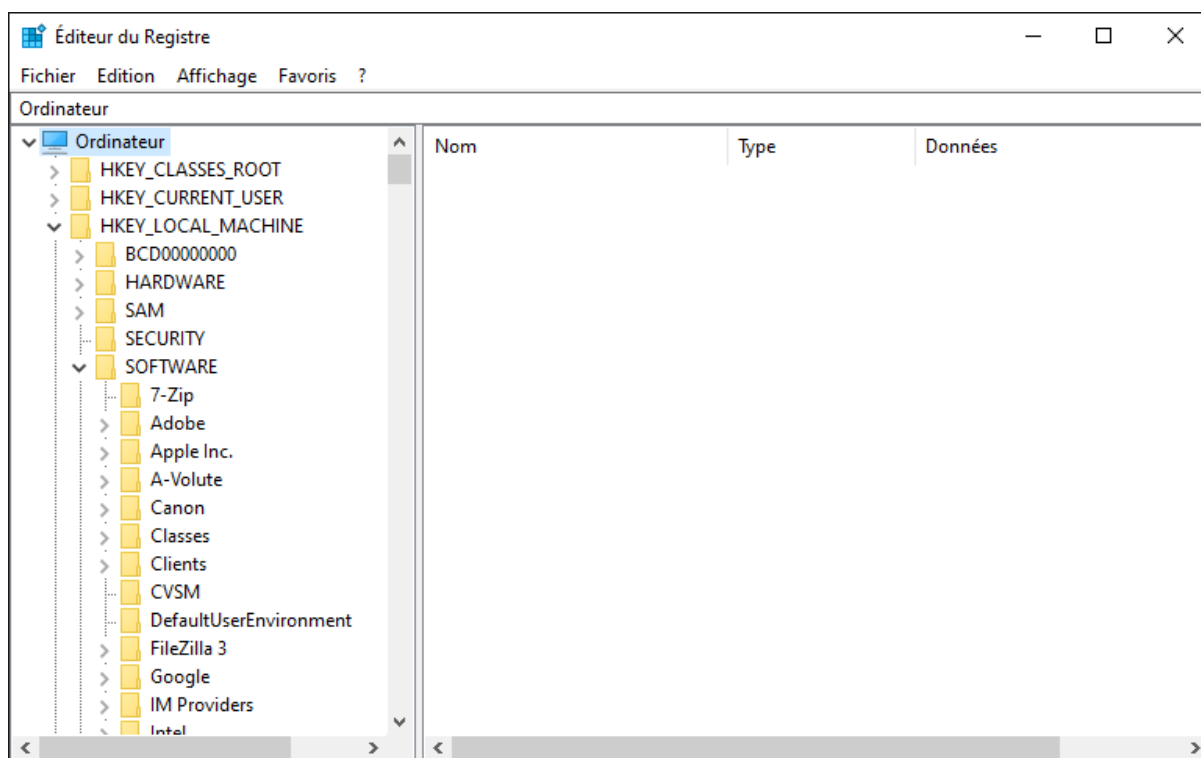 Éditeur du Registre
Fichier Edition Affichage Favoris ?
Ordinateur
Ordinateur
HKEY_CLASSES_ROOT
HKEY_CURRENT_USER
HKEY_LOCAL_MACHINE
BCD00000000
HARDWARE
SAM
SECURITY
SOFTWARE
7-Zip
Adobe
Apple Inc.
A-Volute
Canon
Classes
Clients
CVSM
DefaultUserEnvironment
FileZilla 3
Google
IM Providers
Intel
Nom Type Données